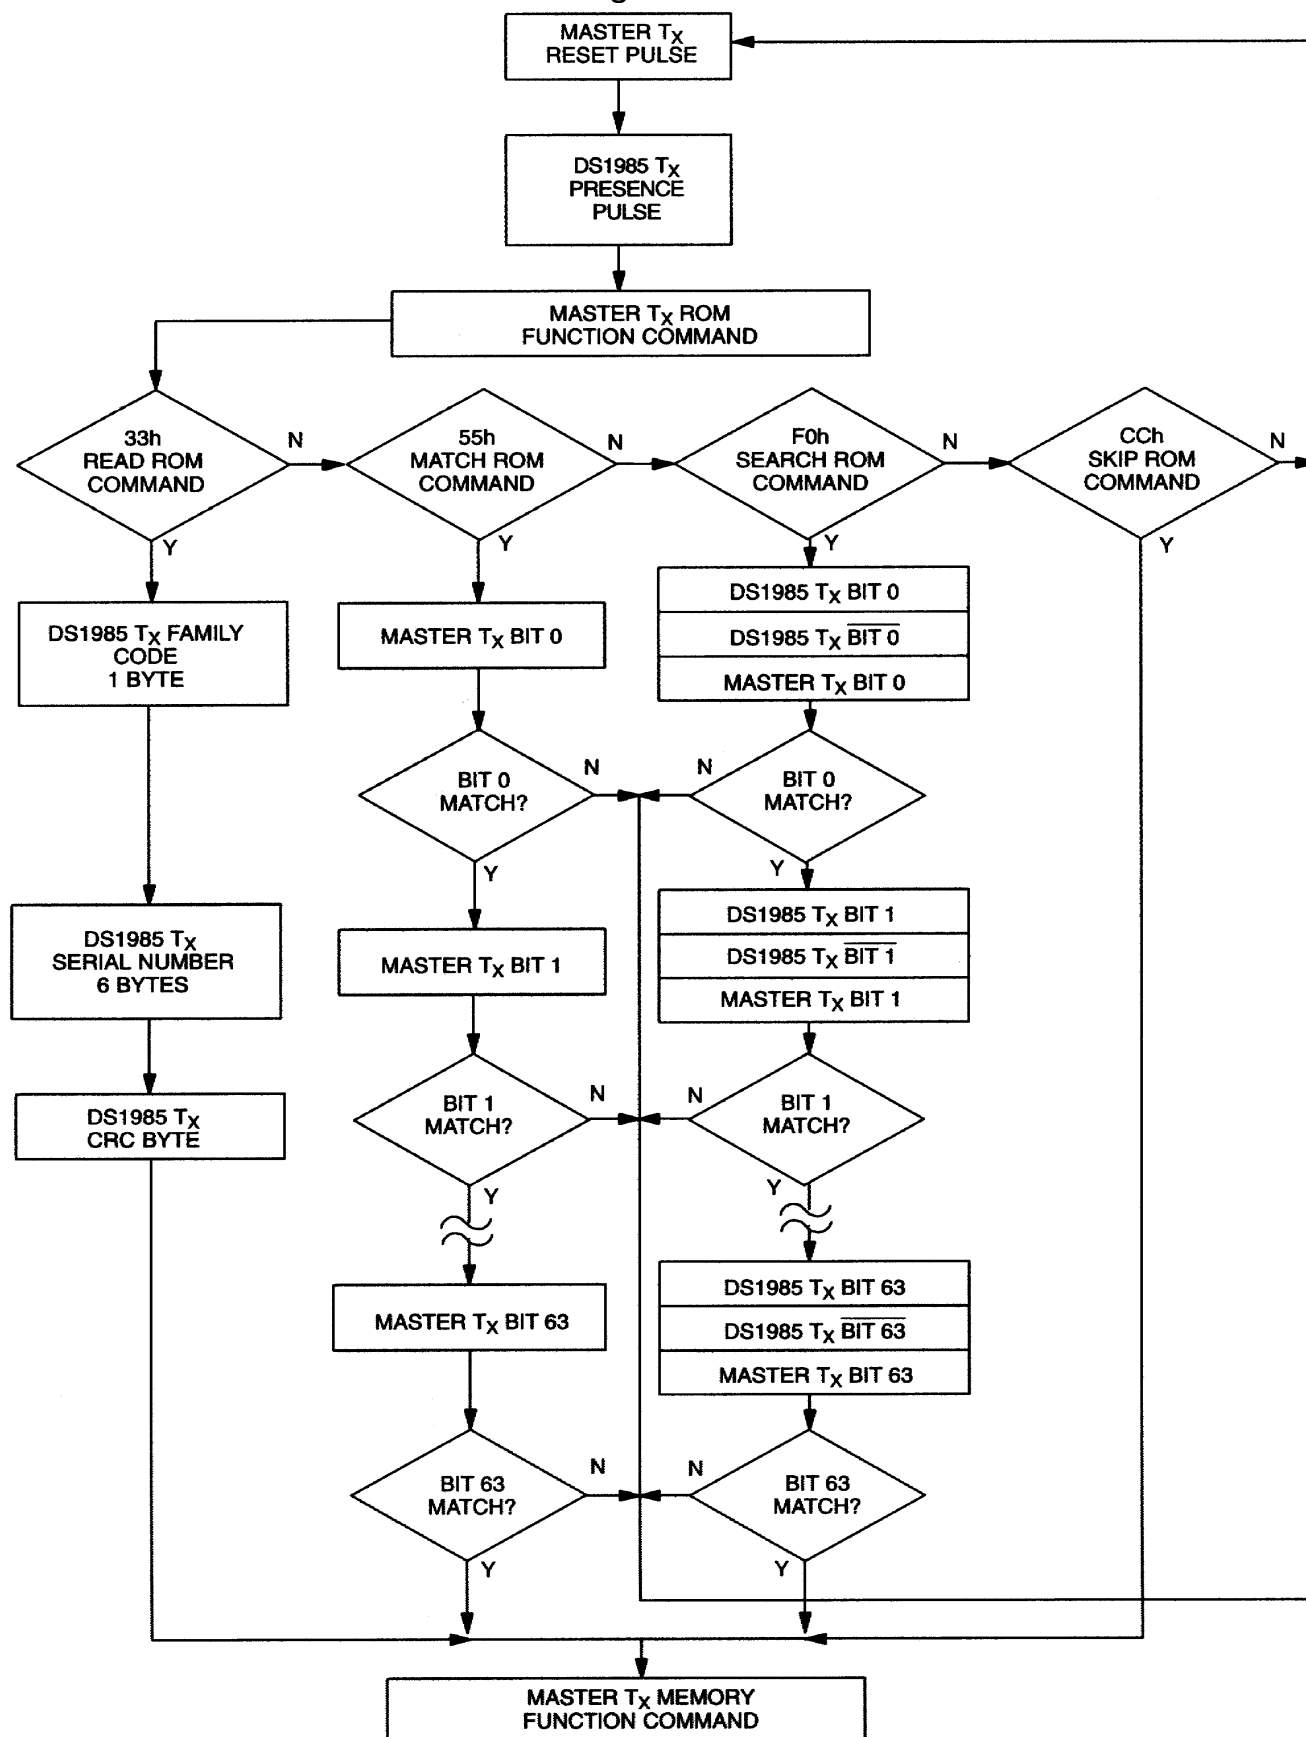 MASTER TX
RESET PULSE
DS1985 TX
PRESENCE
PULSE
MASTER TX ROM
FUNCTION COMMAND
33h
READ ROM
COMMAND
N
Y
55h
MATCH ROM
COMMAND
N
Y
F0h
SEARCH ROM
COMMAND
N
Y
CCh
SKIP ROM
COMMAND
N
Y
DS1985 TX FAMILY
CODE
1 BYTE
DS1985 TX
SERIAL NUMBER
6 BYTES
DS1985 TX
CRC BYTE
MASTER TX BIT 0
BIT 0
MATCH?
N
Y
MASTER TX BIT 1
BIT 1
MATCH?
N
Y
MASTER TX BIT 63
BIT 63
MATCH?
N
Y
DS1985 TX BIT 0
DS1985 TX BIT 0
MASTER TX BIT 0
N
BIT 0
MATCH?
Y
DS1985 TX BIT 1
DS1985 TX BIT 1
MASTER TX BIT 1
N
BIT 1
MATCH?
Y
DS1985 TX BIT 63
DS1985 TX BIT 63
MASTER TX BIT 63
N
BIT 63
MATCH?
Y
MASTER TX MEMORY
FUNCTION COMMAND